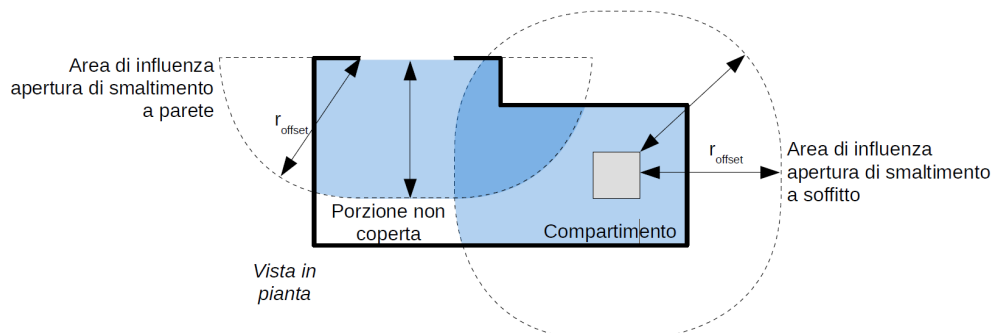 Area di influenza
apertura di smaltimento
a parete
r offset
r offset
Area di influenza
apertura di smaltimento
a soffitto
Porzione non
coperta
Compartimento
Vista in
pianta